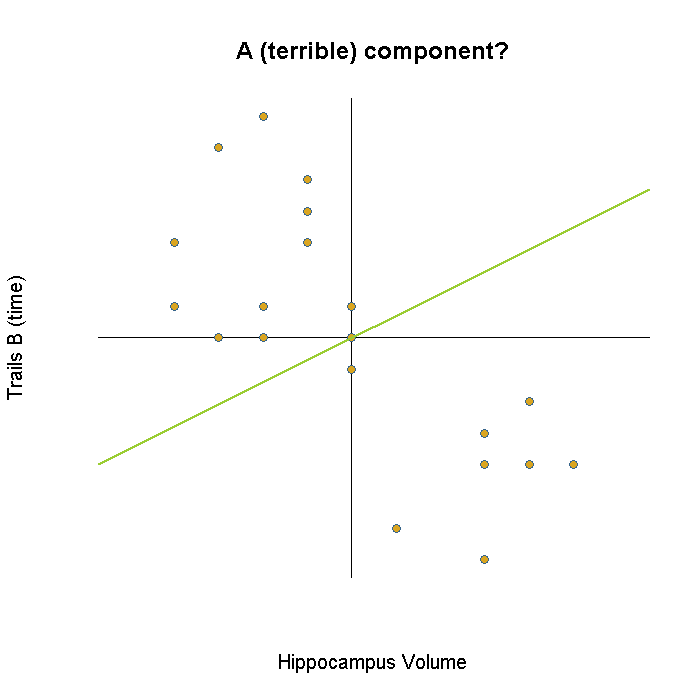 A (terrible) component?
Trails B (time)
Hippocampus Volume